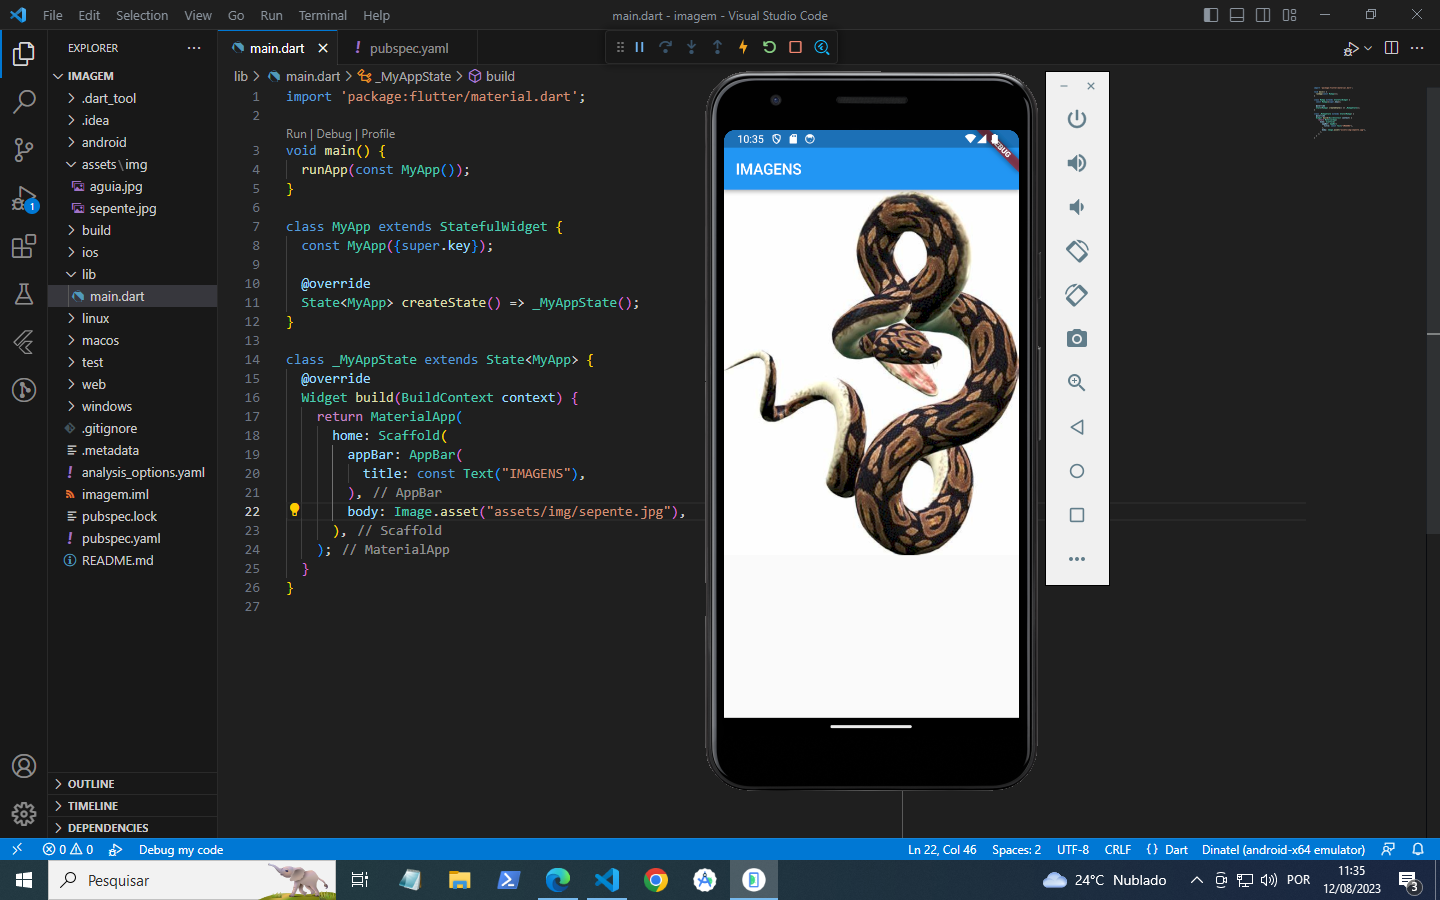 File Edit Selection View Go Run Terminal Help
main.dart - imagem - Visual Studio Code
EXPLORER
main.dart
pubspec.yaml
IMAGEM
.dart_tool
.idea
android
assets\img
aguia.jpg
sepente.jpg
build
ios
lib
main.dart
linux
macos
test
web
windows
.gitignore
.metadata
analysis_options.yaml
imagem.iml
pubspec.lock
pubspec.yaml
README.md
OUTLINE
TIMELINE
DEPENDENCIES
1
lib > main.dart > _MyAppState > build
1 import 'package:flutter/material.dart';
2
Run | Debug | Profile
3 void main() {
4 runApp(const MyApp());
5 }
6
7 class MyApp extends StatefulWidget {
8 const MyApp({super.key});
9
10 @override
11 State<MyApp> createState() => _MyAppState();
12 }
13
14 class _MyAppState extends State<MyApp> {
15 @override
16 Widget build(BuildContext context) {
17 return MaterialApp(
18 home: Scaffold(
19 appBar: AppBar(
20 title: const Text("IMAGENS"),
21 ), // AppBar
22 body: Image.asset("assets/img/sepente.jpg"),
23 ), // Scaffold
24 ); // MaterialApp
25 }
26 }
27
10:35
DEBUG
IMAGENS
0 0 Debug my code
Ln 22, Col 46 Spaces: 2 UTF-8 CRLF {} Dart Dinatel (android-x64 emulator)
Pesquisar
24°C Nublado
POR
11:35
12/08/2023
3